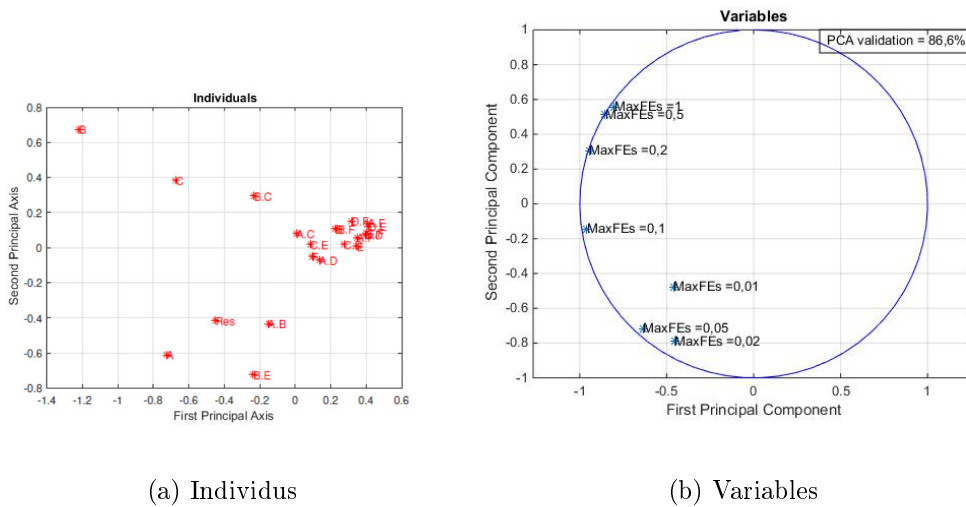 Individuals
0.8
0.6
0.4
0.2
0
-0.2
-0.4
-0.6
-0.8
Second Principal Axis
B
C
B.C
A.C
C.E
A.D
Res
A.B
A
B.E
-1.4 -1.2 -1 -0.8 -0.6 -0.4 -0.2 0 0.2 0.4 0.6
First Principal Axis
(a) Individus
Variables
PCA validation = 86,6%
1
0.8
0.6
0.4
0.2
0
-0.2
-0.4
-0.6
-0.8
-1
Second Principal Component
MaxFEs =1
MaxFEs =0,5
MaxFEs =0,2
MaxFEs =0,1
MaxFEs =0,01
MaxFEs =0,05
MaxFEs =0,02
-1 -0.5 0 0.5 1
First Principal Component
(b) Variables